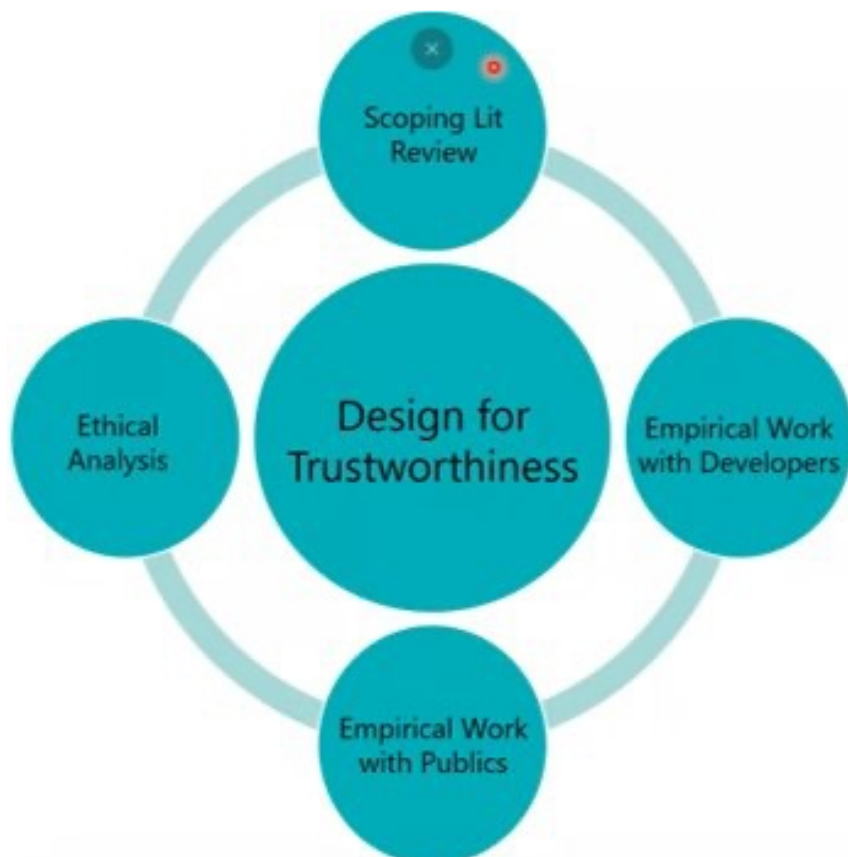 Scoping Lit
Review
Ethical
Analysis
Design for
Trustworthiness
Empirical Work
with Developers
Empirical Work
with Publics